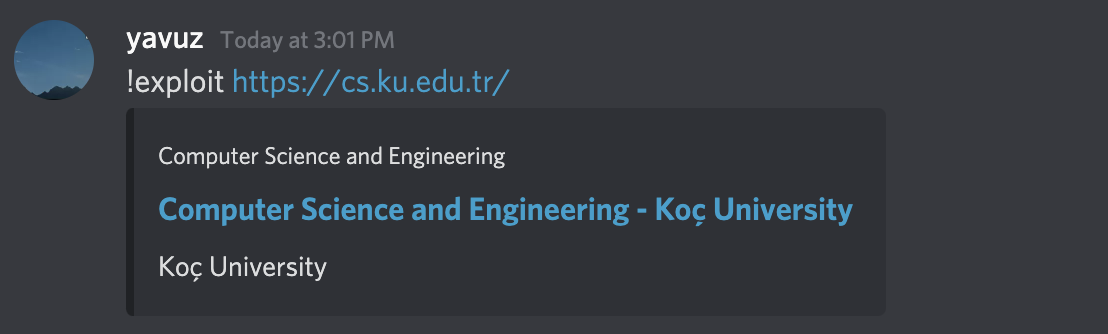 yavuz Today at 3:01 PM
!exploit https://cs.ku.edu.tr/
Computer Science and Engineering
Computer Science and Engineering - Koç University
Koç University